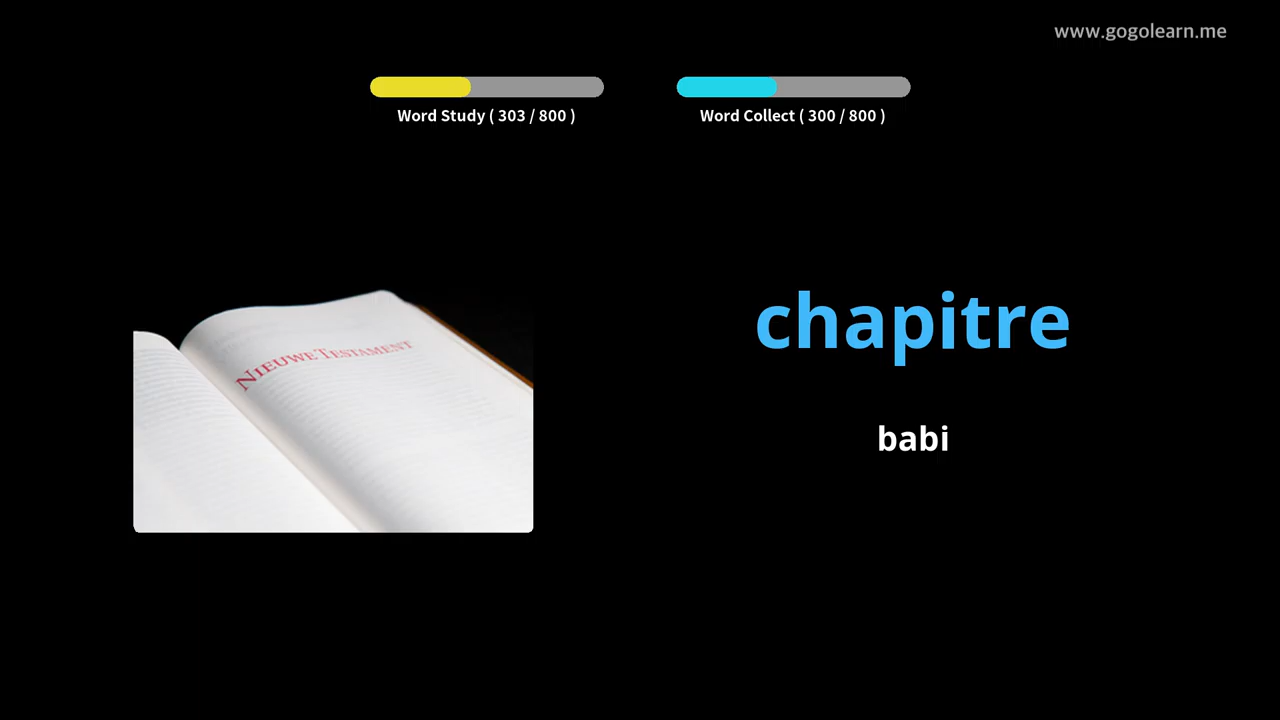 www.gogolearn.me
Word Study ( 303 / 800 )
Word Collect ( 300 / 800 )
NIEUWE TESTAMENT
chapitre
babi